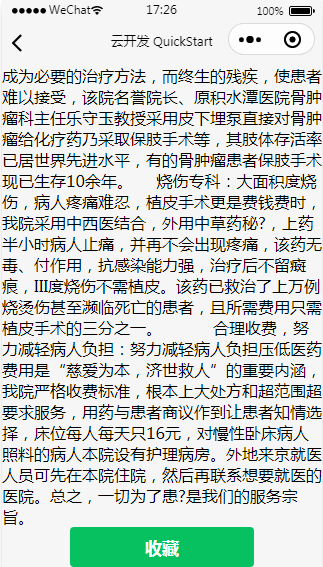 ●●●●● WeChat 17:26 100%
云开发 QuickStart
成为必要的治疗方法，而终生的残疾，使患者
难以接受，该院名誉院长、原积水潭医院骨肿
瘤科主任乐守玉教授采用皮下埋泵直接对骨肿
瘤给化疗药乃采取保肢手术等，其肢体存活率
已居世界先进水平，有的骨肿瘤患者保肢手术
现已生存10余年。 烧伤专科：大面积度烧
伤，病人疼痛难忍，植皮手术更是费钱费时，
我院采用中西医结合，外用中草药秘?，上药
半小时病人止痛，并再不会出现疼痛，该药无
毒、付作用，抗感染能力强，治疗后不留癍
痕，Ⅲ度烧伤不需植皮。该药已救治了上万例
烧烫伤甚至濒临死亡的患者，且所需费用只需
植皮手术的三分之一。 合理收费，努
力减轻病人负担：努力减轻病人负担压低医药
费用是“慈爱为本，济世救人”的重要内涵，
我院严格收费标准，根本上大处方和超范围超
要求服务，用药与患者商议作到让患者知情选
择，床位每人每天只16元，对慢性卧床病人
照料的病人本院设有护理病房。外地来京就医
人员可先在本院住院，然后再联系想要就医的
医院。总之，一切为了患?是我们的服务宗
旨。
收藏